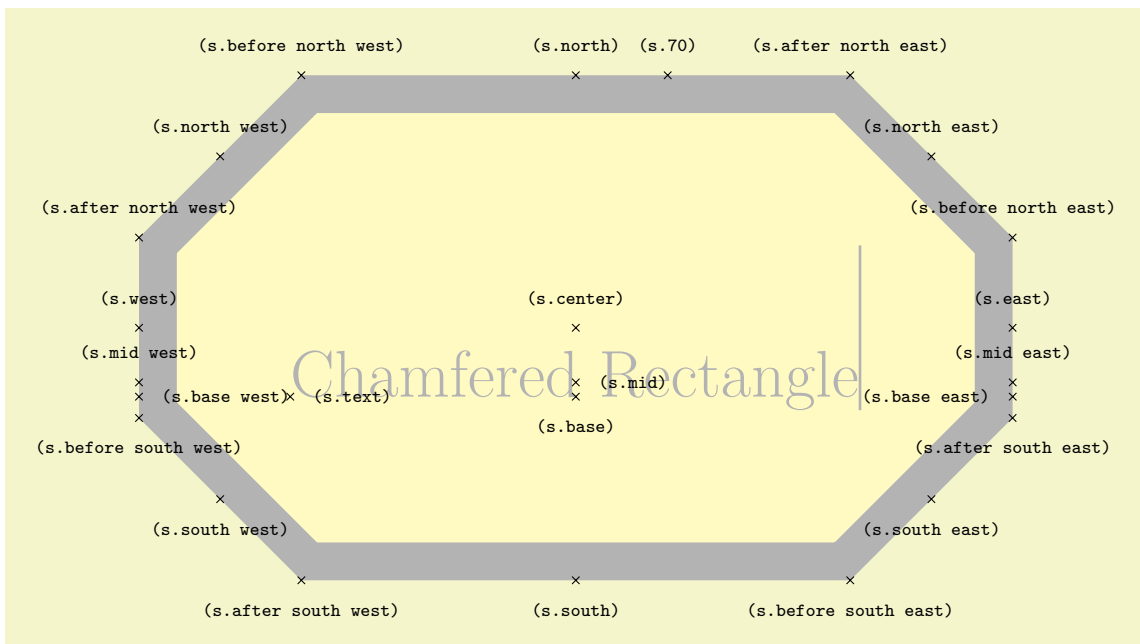 (s.before north west) (s.north) (s.70) (s.after north east)
(s.north west) (s.north east)
(s.after north west) (s.before north east)
(s.west) (s.center) (s.east)
(s.mid west) (s.mid east)
Chamfered Rectangle
(s.mid)
(s.base west) (s.text) (s.base east)
(s.base)
(s.before south west) (s.after south east)
(s.south west) (s.south east)
(s.after south west) (s.south) (s.before south east)